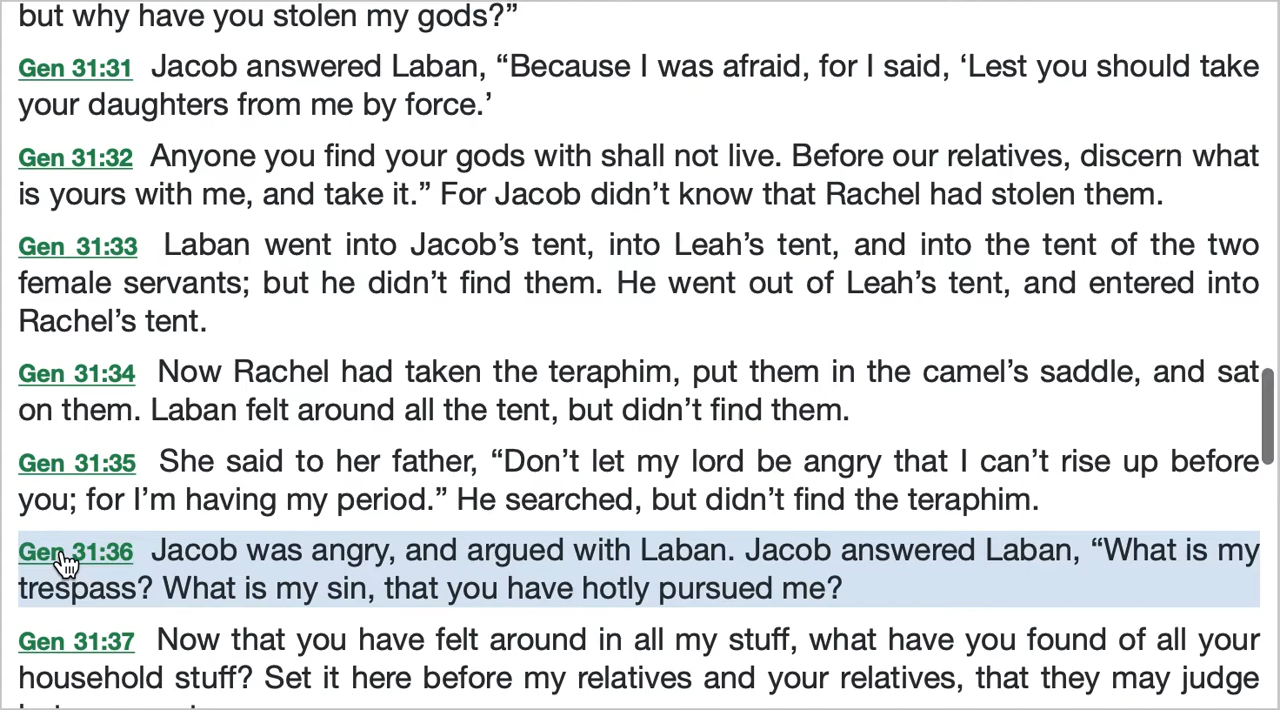 but why have you stolen my gods?”
Gen 31:31 Jacob answered Laban, “Because I was afraid, for I said, ‘Lest you should take
your daughters from me by force.’
Gen 31:32 Anyone you find your gods with shall not live. Before our relatives, discern what
is yours with me, and take it.” For Jacob didn’t know that Rachel had stolen them.
Gen 31:33 Laban went into Jacob’s tent, into Leah’s tent, and into the tent of the two
female servants; but he didn’t find them. He went out of Leah’s tent, and entered into
Rachel’s tent.
Gen 31:34 Now Rachel had taken the teraphim, put them in the camel’s saddle, and sat
on them. Laban felt around all the tent, but didn’t find them.
Gen 31:35 She said to her father, “Don’t let my lord be angry that I can’t rise up before
you; for I’m having my period.” He searched, but didn’t find the teraphim.
Gen 31:36 Jacob was angry, and argued with Laban. Jacob answered Laban, “What is my
trespass? What is my sin, that you have hotly pursued me?
Gen 31:37 Now that you have felt around in all my stuff, what have you found of all your
household stuff? Set it here before my relatives and your relatives, that they may judge